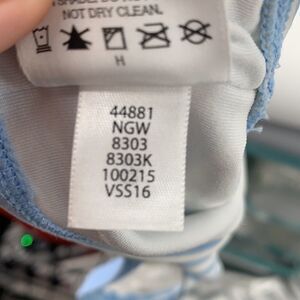 NOT DRY CLEAN.
H
44881
NGW
8303
8303K
100215
VSS16